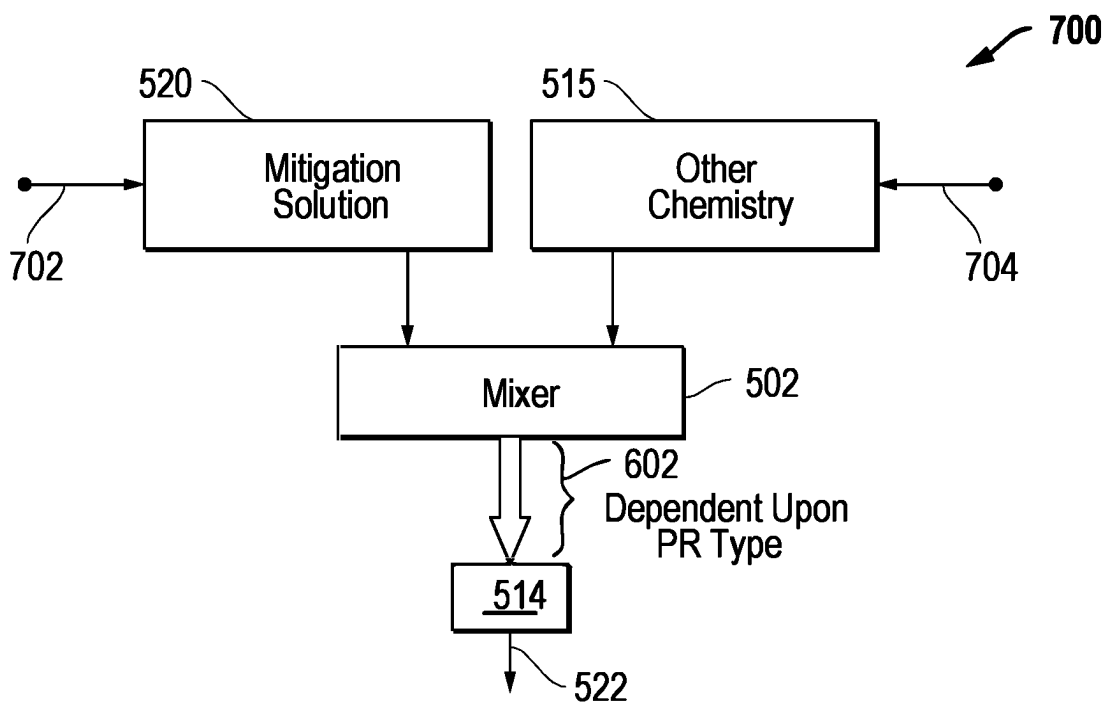 700
520
515
Mitigation
Solution
Other
Chemistry
702
704
Mixer
502
602
Dependent Upon
PR Type
514
522